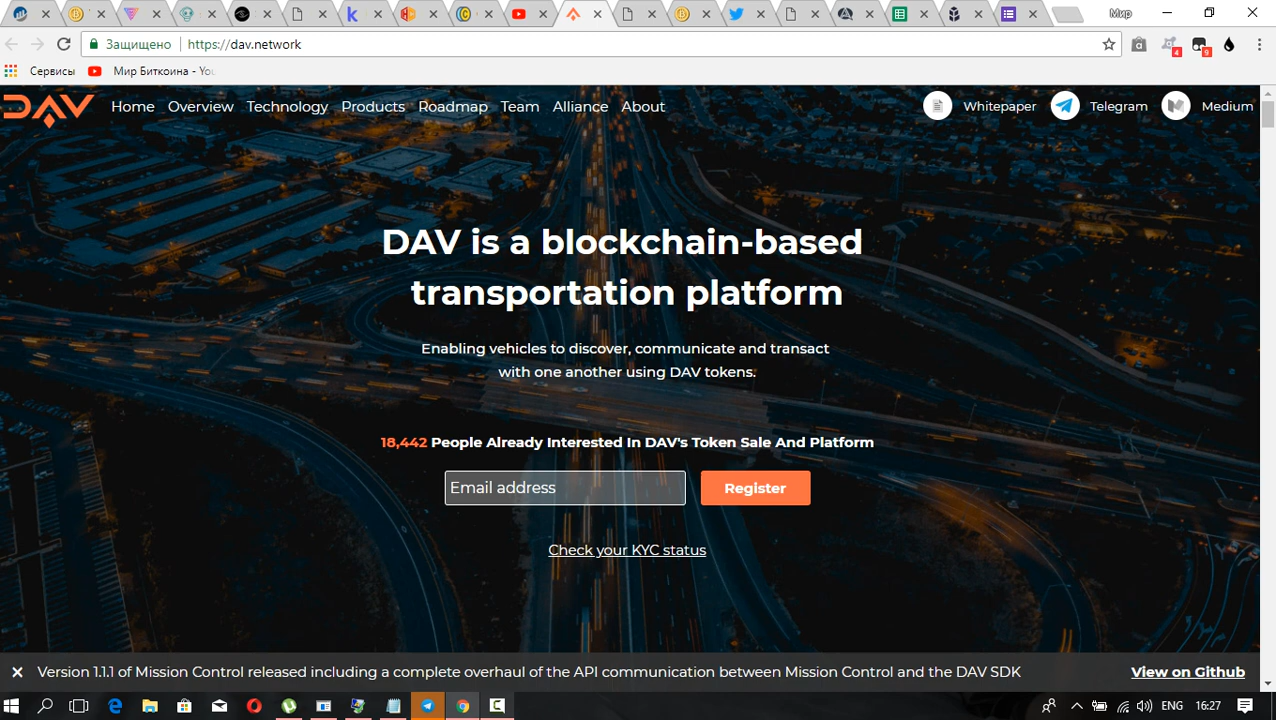 Мир
Защищено
https://dav.network
4
9
Сервисы
Мир Биткоина - You
DAV
Home
Overview
Technology
Products
Roadmap
Team
Alliance
About
Whitepaper
Telegram
Medium
DAV is a blockchain-based
transportation platform
Enabling vehicles to discover, communicate and transact
with one another using DAV tokens.
18,442 People Already Interested In DAV's Token Sale And Platform
Email address
Register
Check your KYC status
Version 1.1.1 of Mission Control released including a complete overhaul of the API communication between Mission Control and the DAV SDK
View on Github
ENG
16:27